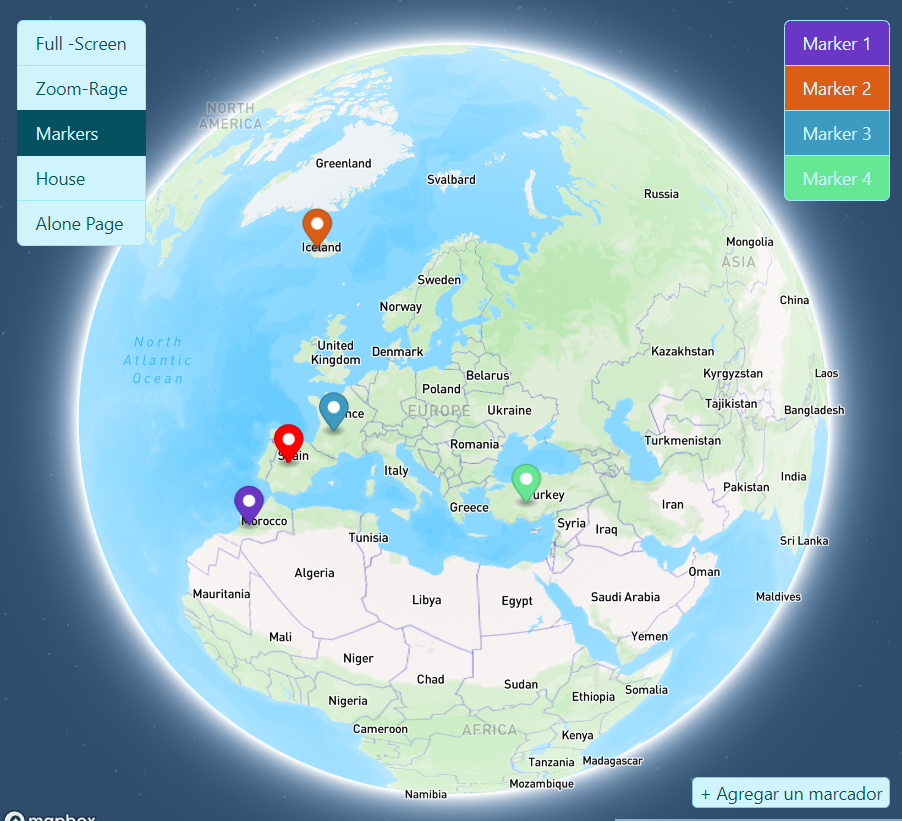 Full -Screen
Zoom-Rage
Markers
House
Alone Page
Marker 1
Marker 2
Marker 3
Marker 4
NORTH
AMERICA
Greenland
Svalbard
Russia
Iceland
Mongolia
ASIA
Sweden
China
Norway
North
Atlantic
Ocean
United
Kingdom
Denmark
Kazakhstan
Belarus
Kyrgyzstan
Laos
Poland
Tajikistan
nce
EUROPE
Ukraine
Bangladesh
Romania
Turkmenistan
Spain
Italy
India
Pakistan
urkey
Greece
Iran
Morocco
Syria
Iraq
Tunisia
Sri Lanka
Algeria
Oman
Mauritania
Libya
Egypt
Saudi Arabia
Maldives
Mali
Yemen
Niger
Chad
Sudan
Somalia
Ethiopia
Nigeria
Cameroon
AFRICA
Kenya
Tanzania
Madagascar
Mozambique
Namibia
+ Agregar un marcador
mapbox